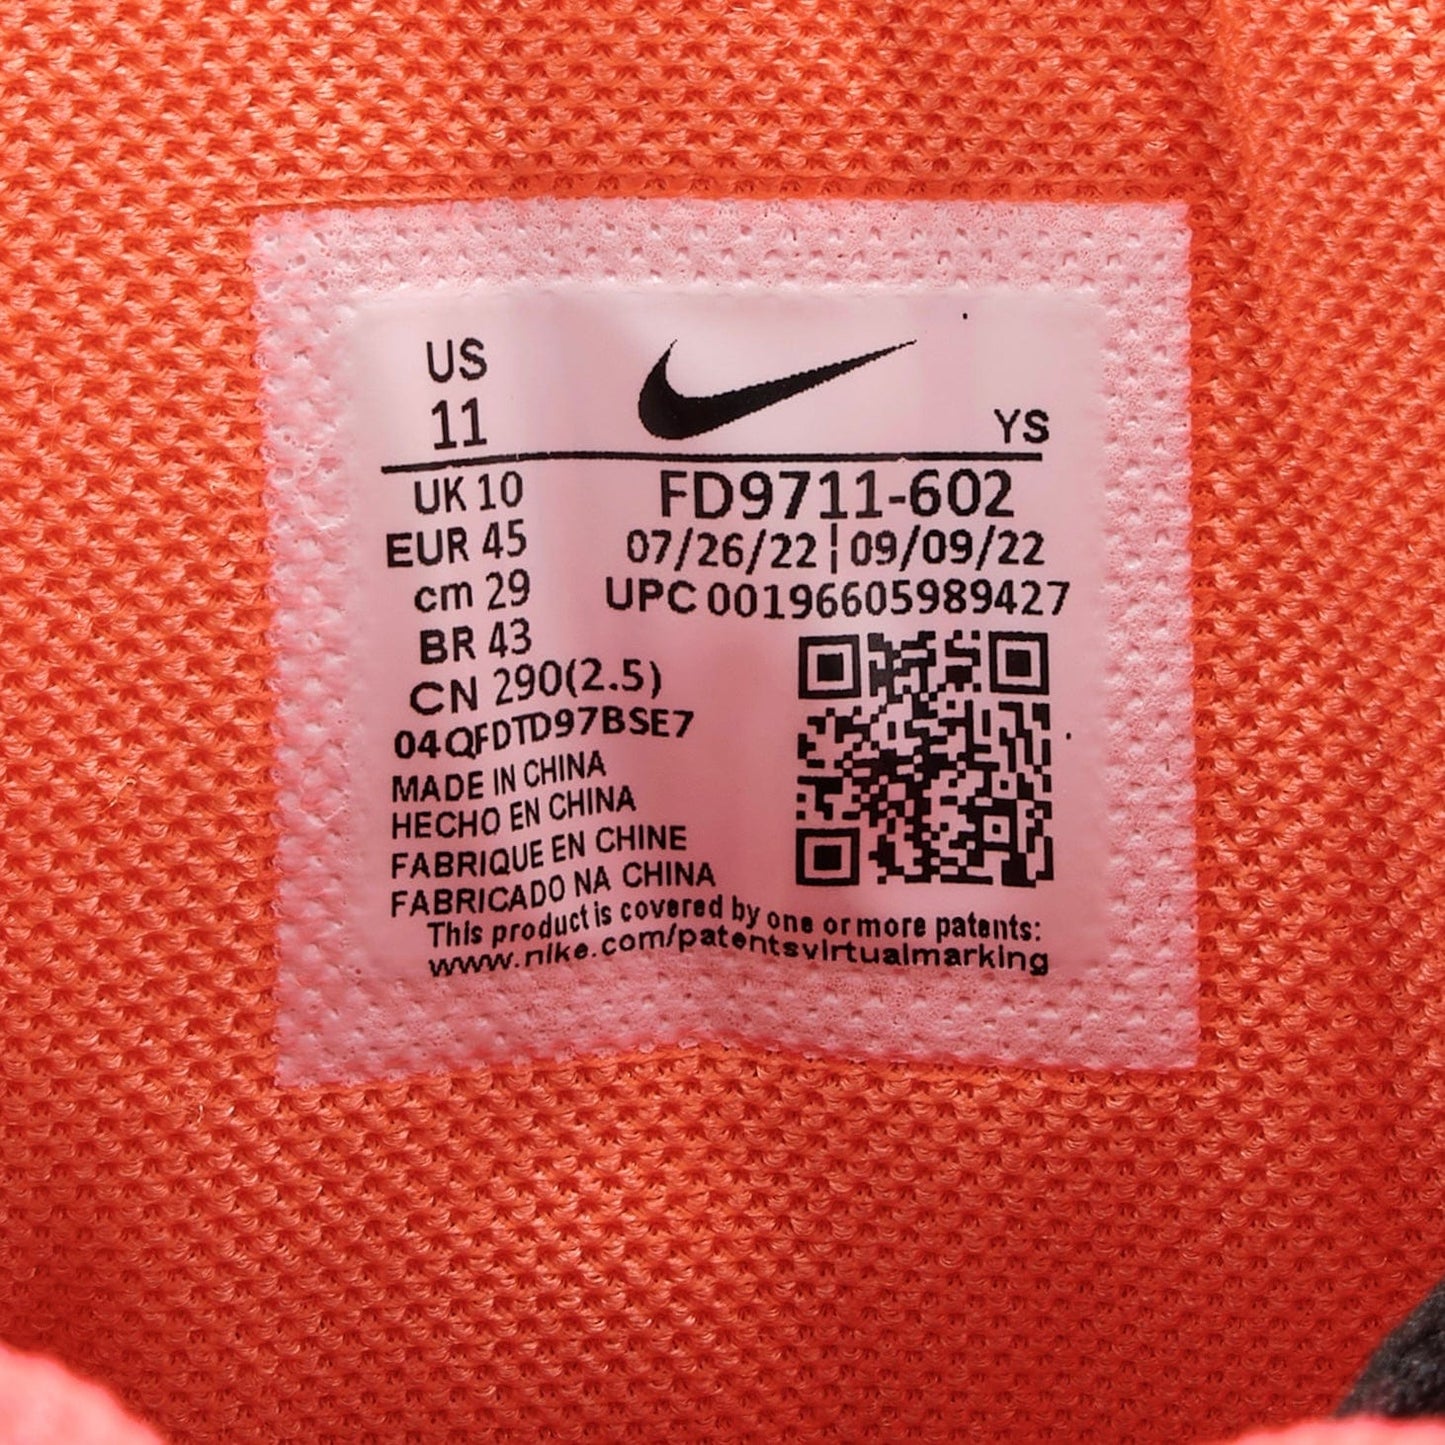 US
11
YS
UK 10
FD9711-602
EUR 45
07/26/22 | 09/09/22
cm 29
UPC 00196605989427
BR 43
CN 290(2.5)
04QFDTD97BSE7
MADE IN CHINA
HECHO EN CHINA
FABRIQUE EN CHINE
FABRICADO NA CHINA
This product is covered by one or more patents:
www.nike.com/patentsvirtualmarking